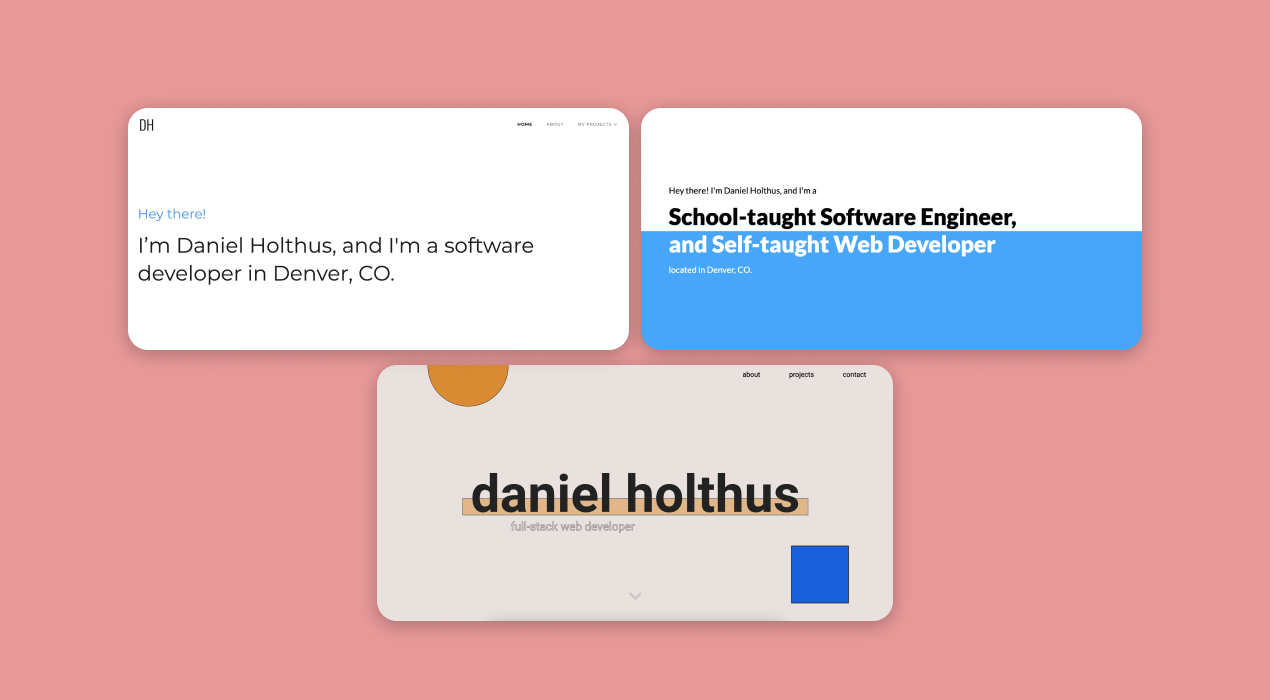 DH
HOME ABOUT MY PROJECTS
Hey there!
I’m Daniel Holthus, and I'm a software
developer in Denver, CO.
Hey there! I'm Daniel Holthus, and I'm a
School-taught Software Engineer,
and Self-taught Web Developer
located in Denver, CO.
about projects contact
daniel holthus
full-stack web developer